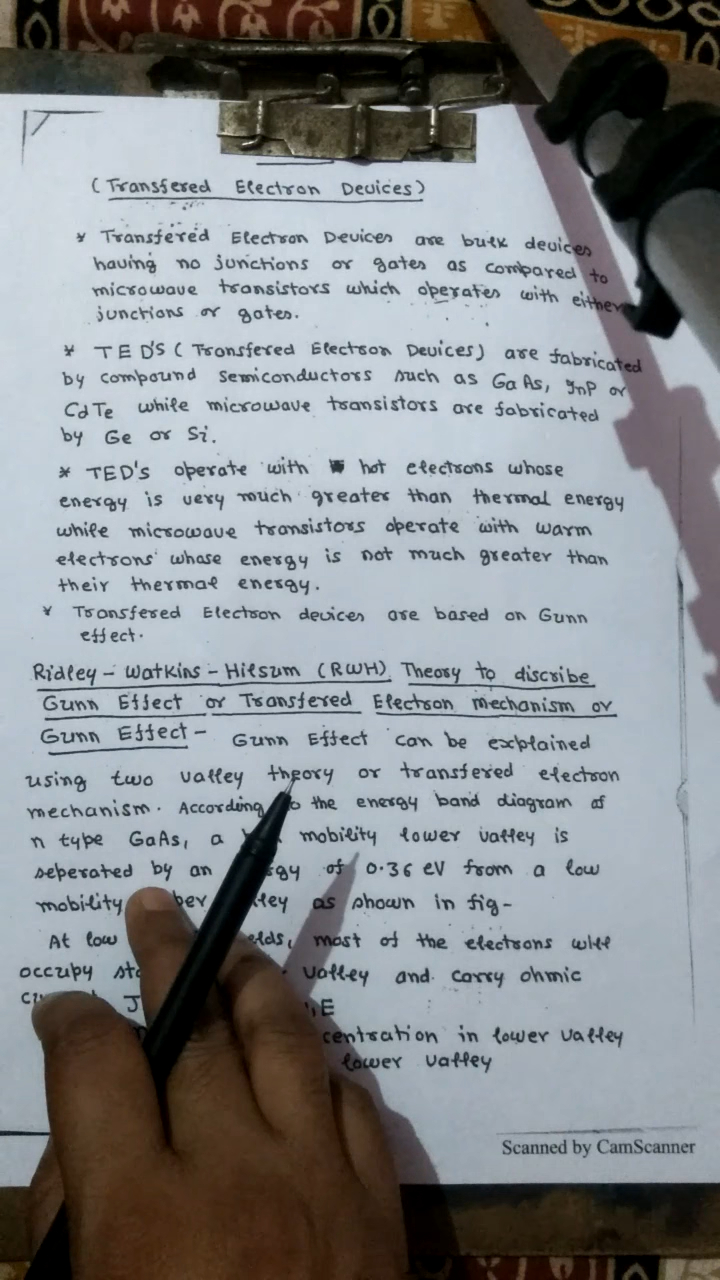 (Transfered Electron Devices)
* Transfered Electron Devices are bulk devices
having no junctions or gates as compared to
microwave transistors which operates with either
junctions or gates.
* TED'S (Transfered Electron Devices) are fabricated
by compound semiconductors such as GaAs, InP or
CdTe while microwave transistors are fabricated
by Ge or Si.
* TED's operate with hot electrons whose
energy is very much greater than thermal energy
while microwave transistors operate with warm
electrons whose energy is not much greater than
their thermal energy.
* Transfered Electron devices are based on Gunn
effect.
Ridley - Watkins - Hilsum (RWH) Theory to discribe
Gunn Effect or Transfered Electron mechanism or
Gunn Effect - Gunn Effect can be explained
using two valley theory or transfered electron
mechanism. According to the energy band diagram of
n type GaAs, a mobility lower valley is
seperated by an of 0.36 eV from a low
mobility as shown in fig-
At low most of the electrons will
occupy valley and carry ohmic
J E
in lower valley
lower valley
Scanned by CamScanner